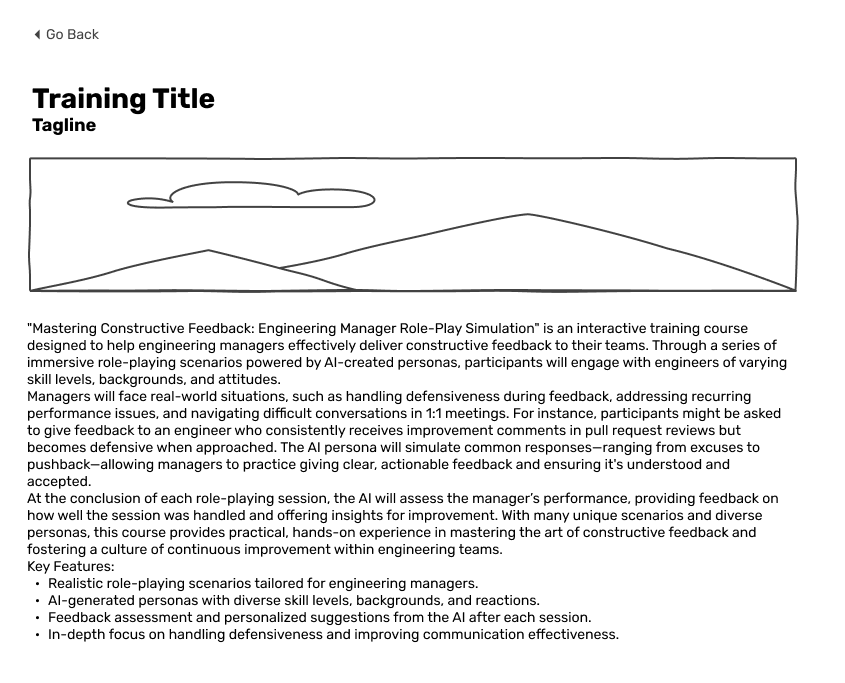 Go Back
Training Title
Tagline
"Mastering Constructive Feedback: Engineering Manager Role-Play Simulation" is an interactive training course
designed to help engineering managers effectively deliver constructive feedback to their teams. Through a series of
immersive role-playing scenarios powered by AI-created personas, participants will engage with engineers of varying
skill levels, backgrounds, and attitudes.
Managers will face real-world situations, such as handling defensiveness during feedback, addressing recurring
performance issues, and navigating difficult conversations in 1:1 meetings. For instance, participants might be asked
to give feedback to an engineer who consistently receives improvement comments in pull request reviews but
becomes defensive when approached. The AI persona will simulate common responses—ranging from excuses to
pushback—allowing managers to practice giving clear, actionable feedback and ensuring it's understood and
accepted.
At the conclusion of each role-playing session, the AI will assess the manager's performance, providing feedback on
how well the session was handled and offering insights for improvement. With many unique scenarios and diverse
personas, this course provides practical, hands-on experience in mastering the art of constructive feedback and
fostering a culture of continuous improvement within engineering teams.
Key Features:
• Realistic role-playing scenarios tailored for engineering managers.
• AI-generated personas with diverse skill levels, backgrounds, and reactions.
• Feedback assessment and personalized suggestions from the AI after each session.
• In-depth focus on handling defensiveness and improving communication effectiveness.